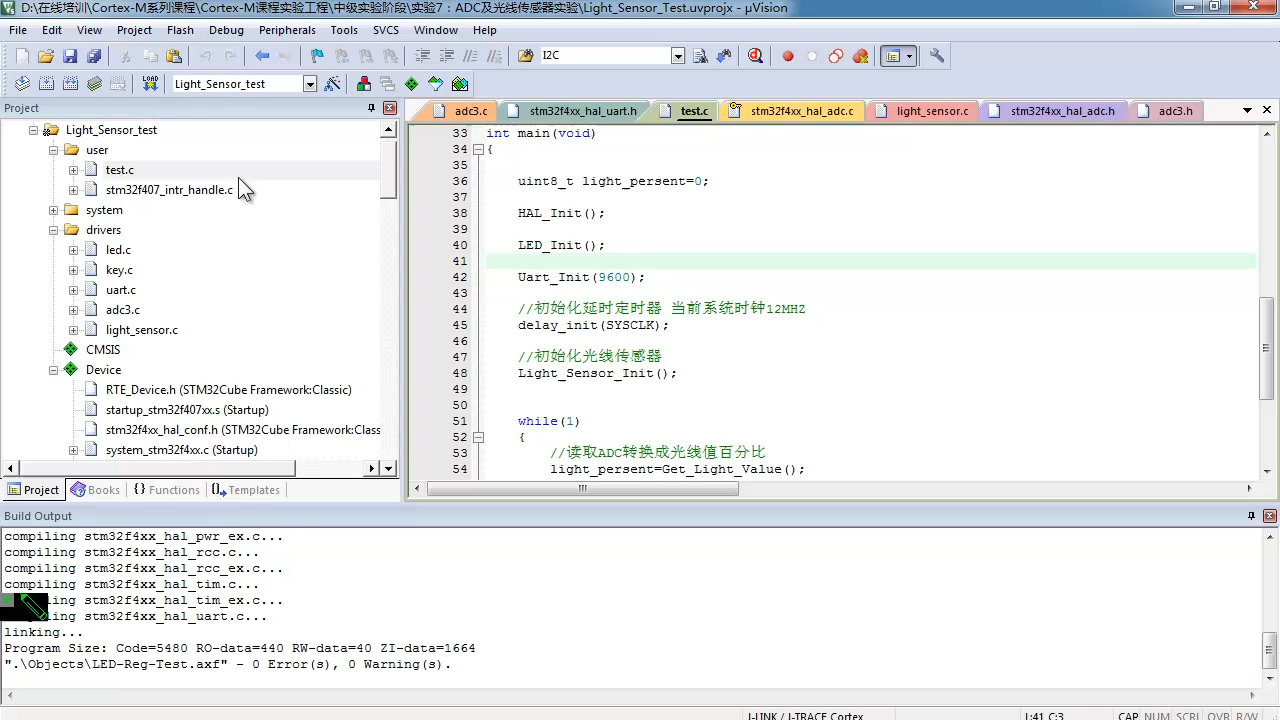 D:\在线培训\Cortex-M系列课程\Cortex-M课程实验工程\中级实验阶段\实验7：ADC及光线传感器实验\Light_Sensor_Test.uvprojx - µVision
File Edit View Project Flash Debug Peripherals Tools SVCS Window Help
I2C
LOAD Light_Sensor_test
Project
Light_Sensor_test
user
test.c
stm32f407_intr_handle.c
system
drivers
led.c
key.c
uart.c
adc3.c
light_sensor.c
CMSIS
Device
RTE_Device.h (STM32Cube Framework:Classic)
startup_stm32f407xx.s (Startup)
stm32f4xx_hal_conf.h (STM32Cube Framework:Class
system_stm32f4xx.c (Startup)
Project Books Functions Templates
adc3.c stm32f4xx_hal_uart.h test.c stm32f4xx_hal_adc.c light_sensor.c stm32f4xx_hal_adc.h adc3.h
33 int main(void)
34 {
35
36 uint8_t light_persent=0;
37
38 HAL_Init();
39
40 LED_Init();
41
42 Uart_Init(9600);
43
44 //初始化延时定时器 当前系统时钟12MHZ
45 delay_init(SYSCLK);
46
47 //初始化光线传感器
48 Light_Sensor_Init();
49
50
51 while(1)
52 {
53 //读取ADC转换成光线值百分比
54 light_persent=Get_Light_Value();
Build Output
compiling stm32f4xx_hal_pwr_ex.c...
compiling stm32f4xx_hal_rcc.c...
compiling stm32f4xx_hal_rcc_ex.c...
compiling stm32f4xx_hal_tim.c...
ling stm32f4xx_hal_tim_ex.c...
ling stm32f4xx_hal_uart.c...
linking...
Program Size: Code=5480 RO-data=440 RW-data=40 ZI-data=1664
".\Objects\LED-Reg-Test.axf" - 0 Error(s), 0 Warning(s).
J-LINK / J-TRACE Cortex L:41 C:3 CAP NUM SCRL OVR R/W